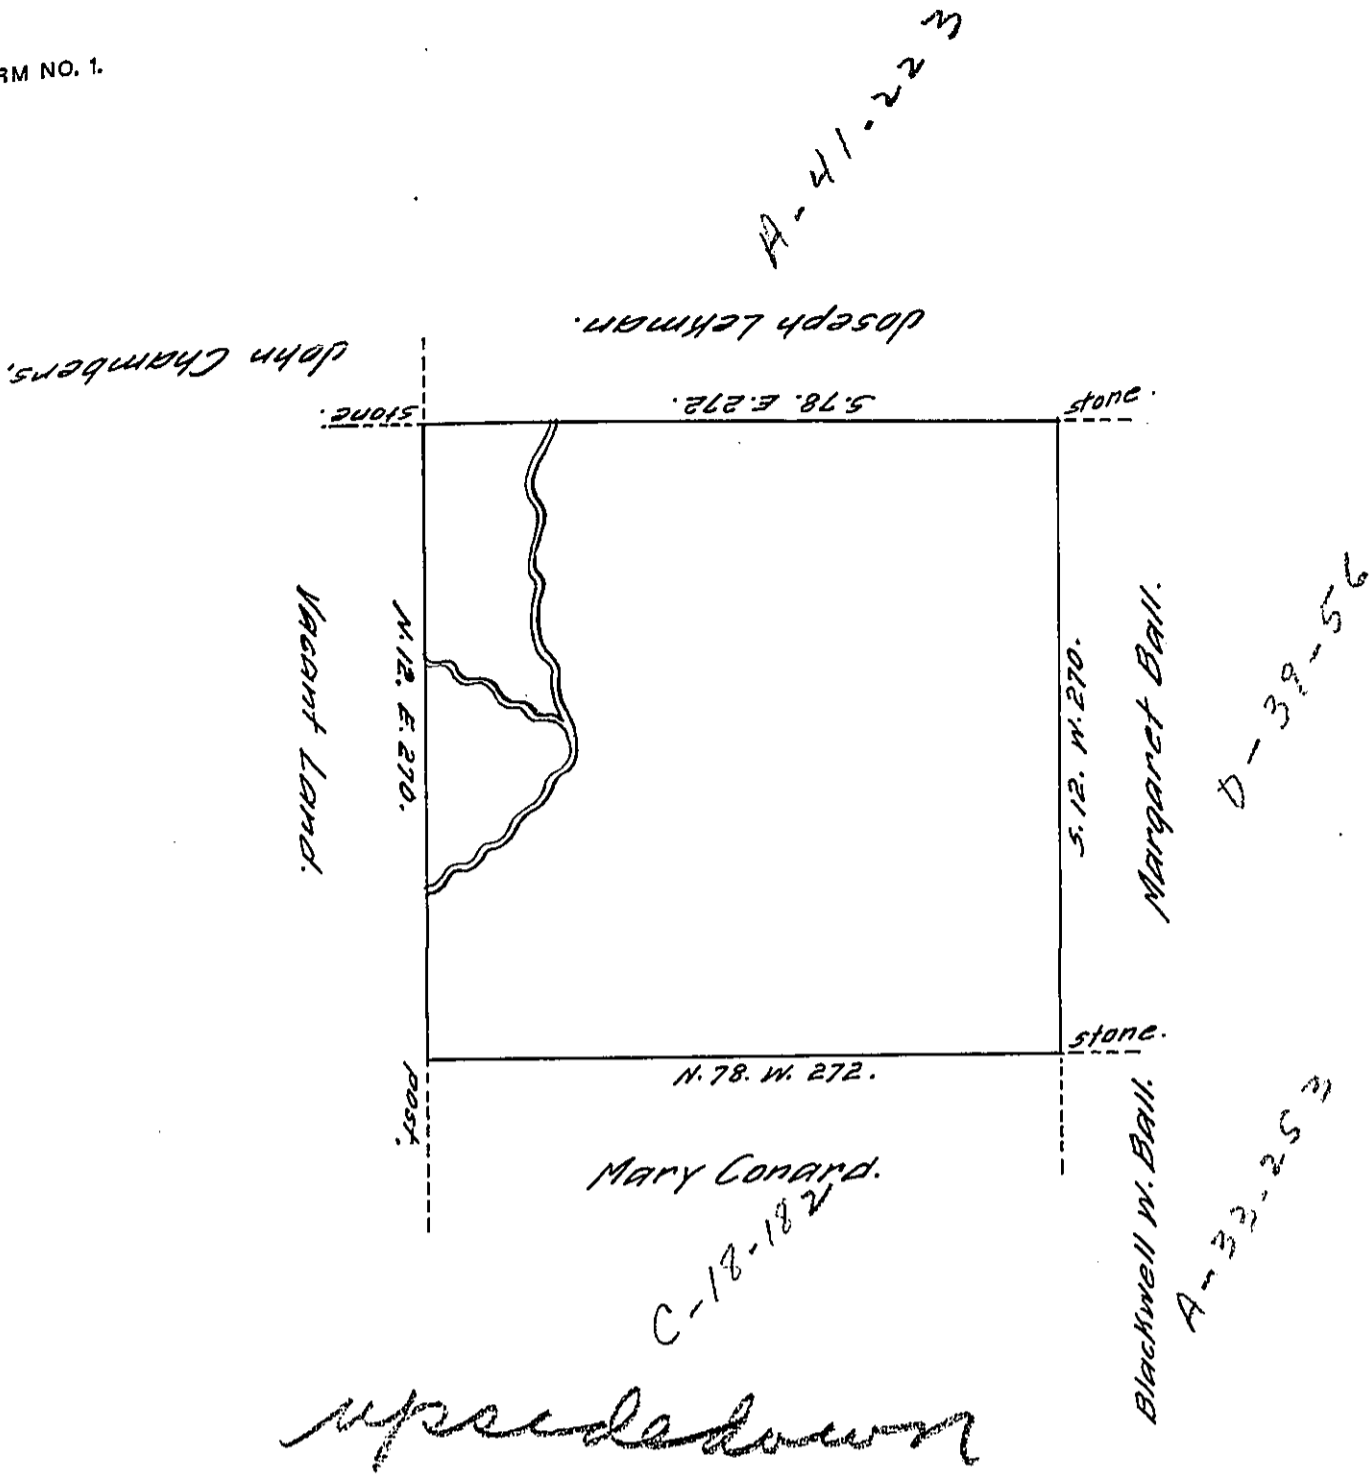 RM NO. 1.
A-41-223
Joseph Lehman.
John Chambers.
stone.
S. 78. E. 272.
stone.
Vacant Land.
N. 12. E. 270.
S. 12. W. 270.
Margaret Ball.
D-39-56
post.
N. 78. W. 272.
stone.
Mary Conard.
C-18-182
Blackwell W. Ball.
A-33-253
upsidedown